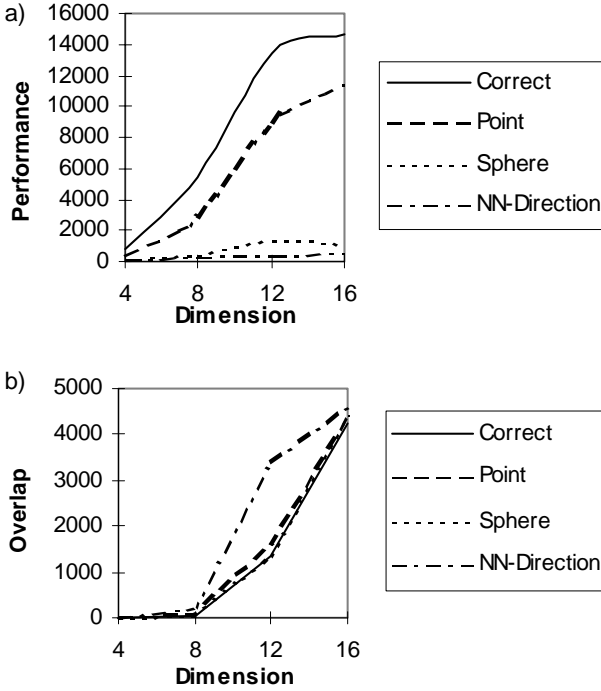 a)
16000
14000
12000
10000
8000
6000
4000
2000
0
Performance
4 8 12 16
Dimension
Correct
Point
Sphere
NN-Direction
b)
5000
4000
3000
2000
1000
0
Overlap
4 8 12 16
Dimension
Correct
Point
Sphere
NN-Direction